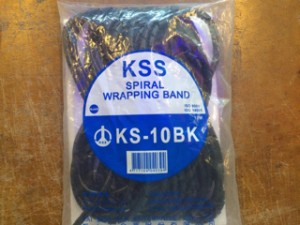 KSS
SPIRAL
WRAPPING BAND
KS-10BK